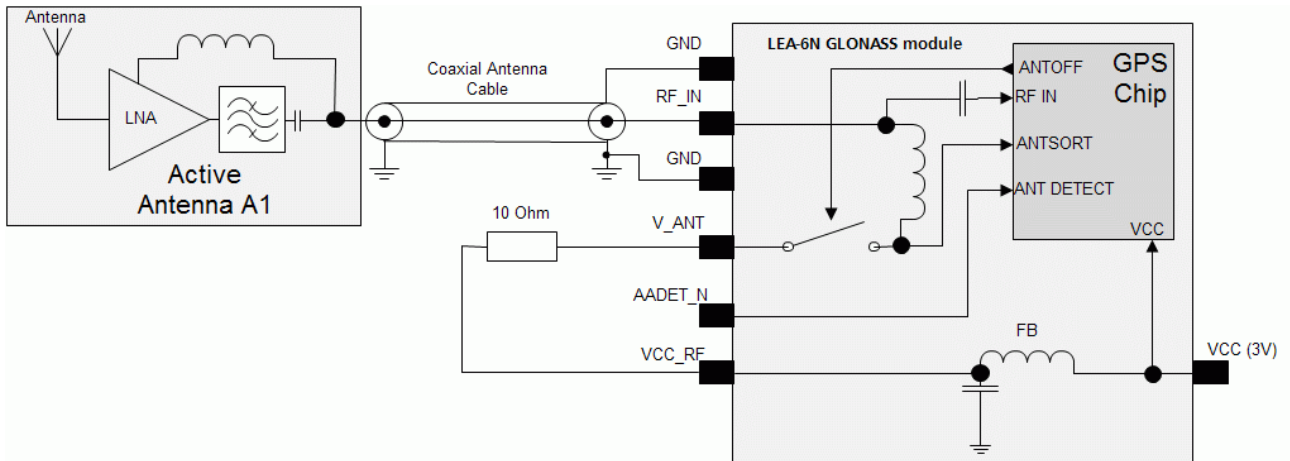 Antenna
LNA
Active
Antenna A1
Coaxial Antenna
Cable
10 Ohm
GND
RF_IN
GND
V_ANT
AADET_N
VCC_RF
LEA-6N GLONASS module
ANTOFF
GPS
Chip
RF IN
ANTSORT
ANT DETECT
VCC
FB
VCC (3V)